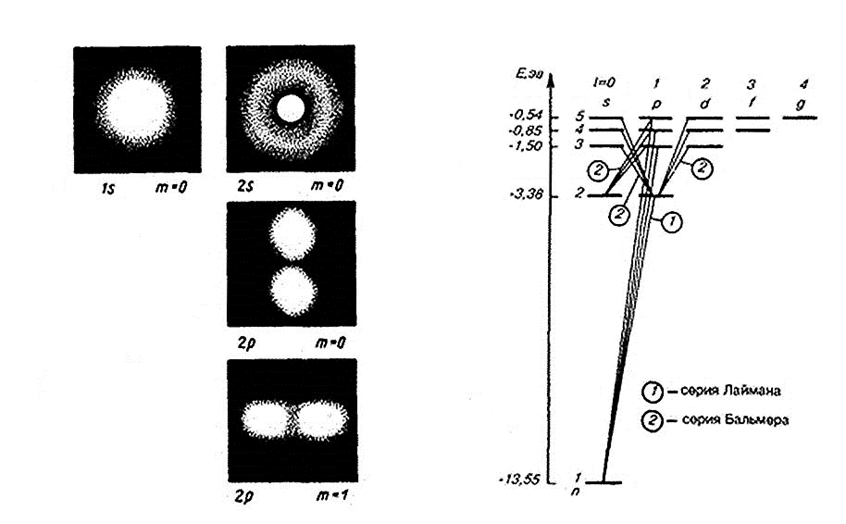 1s m=0
2s m=0
2p m=0
2p m=1
E,эв l=0 1 2 3 4
s p d f g
-0,54 5
-0,85 4
-1,50 3
-3,36 2
2
2
2
1
1 – серия Лаймана
2 – серия Бальмера
-13,55 1
n